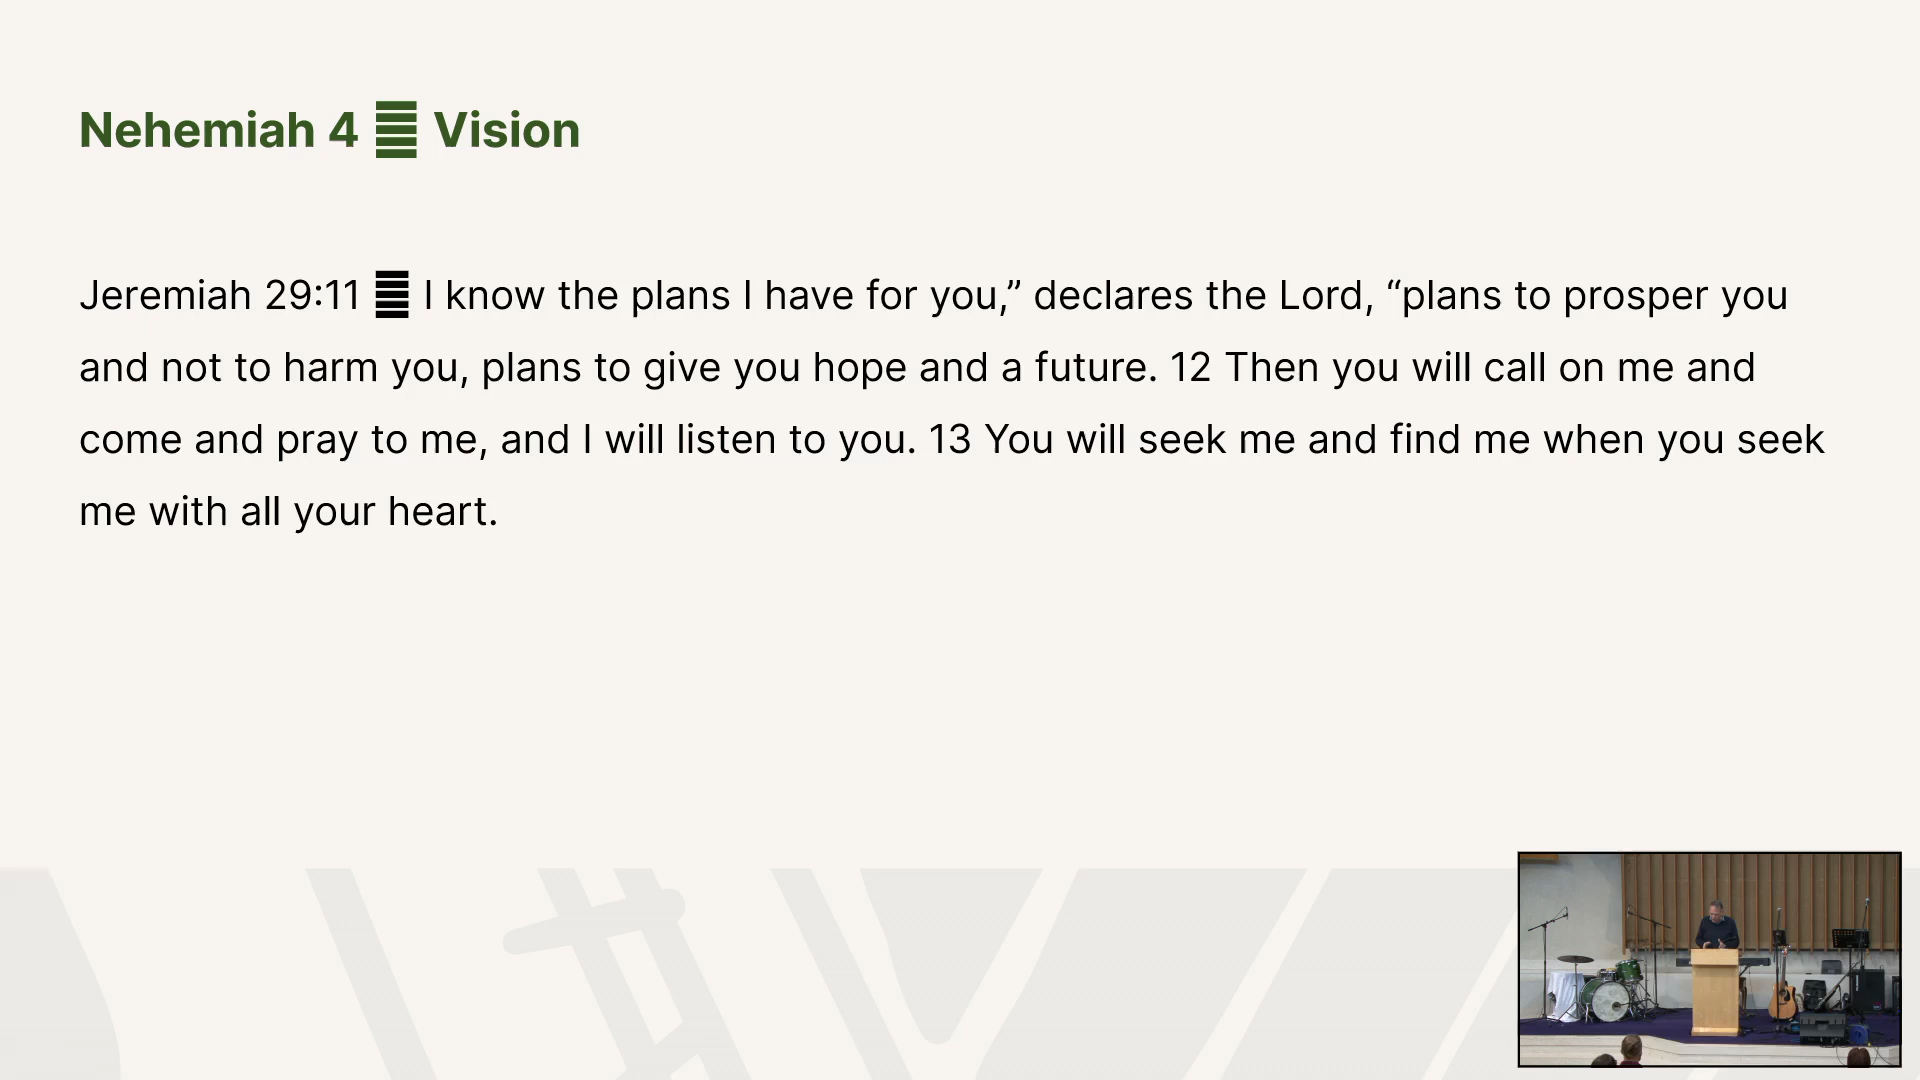 Nehemiah 4 Vision
Jeremiah 29:11 I know the plans I have for you,” declares the Lord, “plans to prosper you
and not to harm you, plans to give you hope and a future. 12 Then you will call on me and
come and pray to me, and I will listen to you. 13 You will seek me and find me when you seek
me with all your heart.